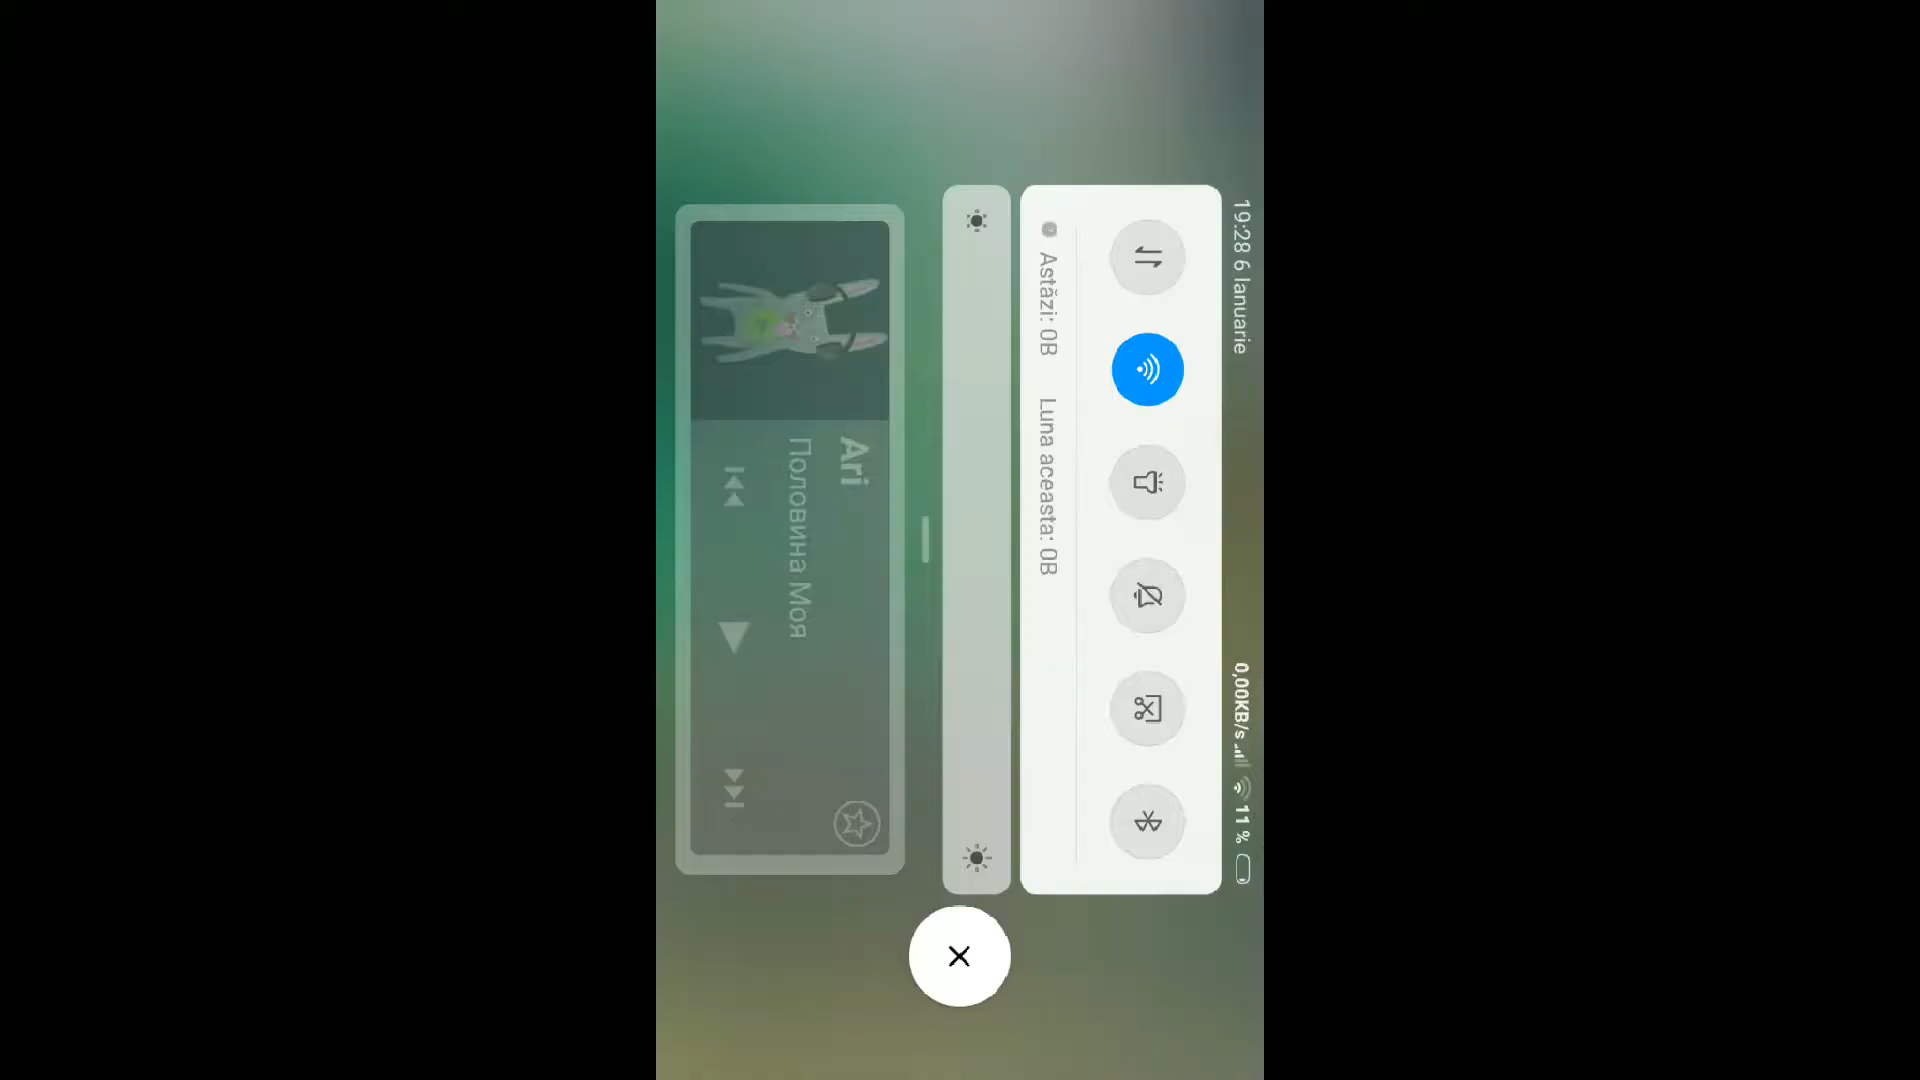 19:28 6 Ianuarie
0,00KB/s 11 %
Astăzi: 0B Luna aceasta: 0B
Ari
Половина Моя